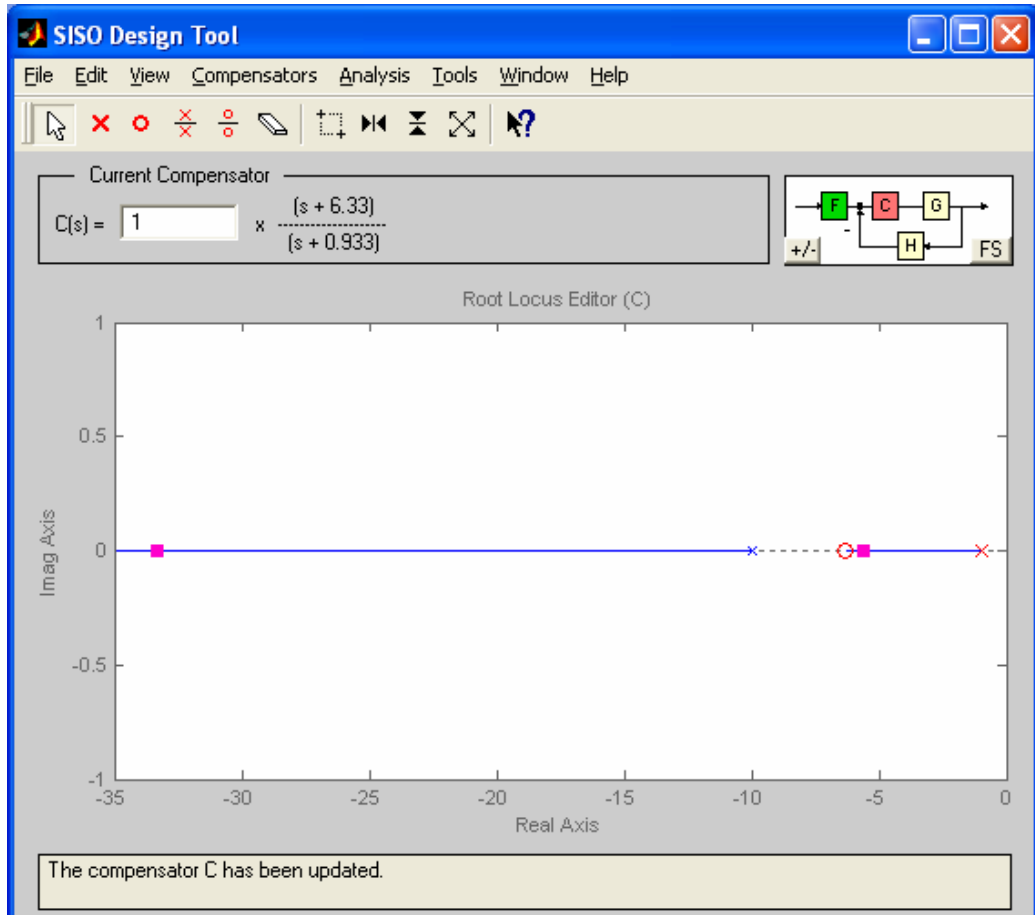 SISO Design Tool
File Edit View Compensators Analysis Tools Window Help
Current Compensator
C(s) = 1 x (s + 6.33)
(s + 0.933)
F C G
-
H
+/- FS
Root Locus Editor (C)
1
0.5
0
-0.5
-1
Imag Axis
-35 -30 -25 -20 -15 -10 -5 0
Real Axis
The compensator C has been updated.